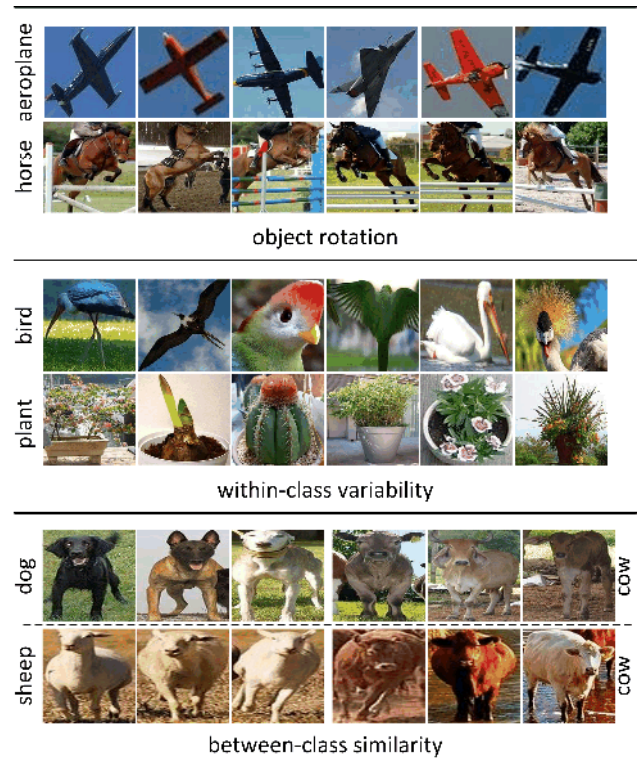 aeroplane
horse
object rotation
bird
plant
within-class variability
dog
cow
sheep
cow
between-class similarity